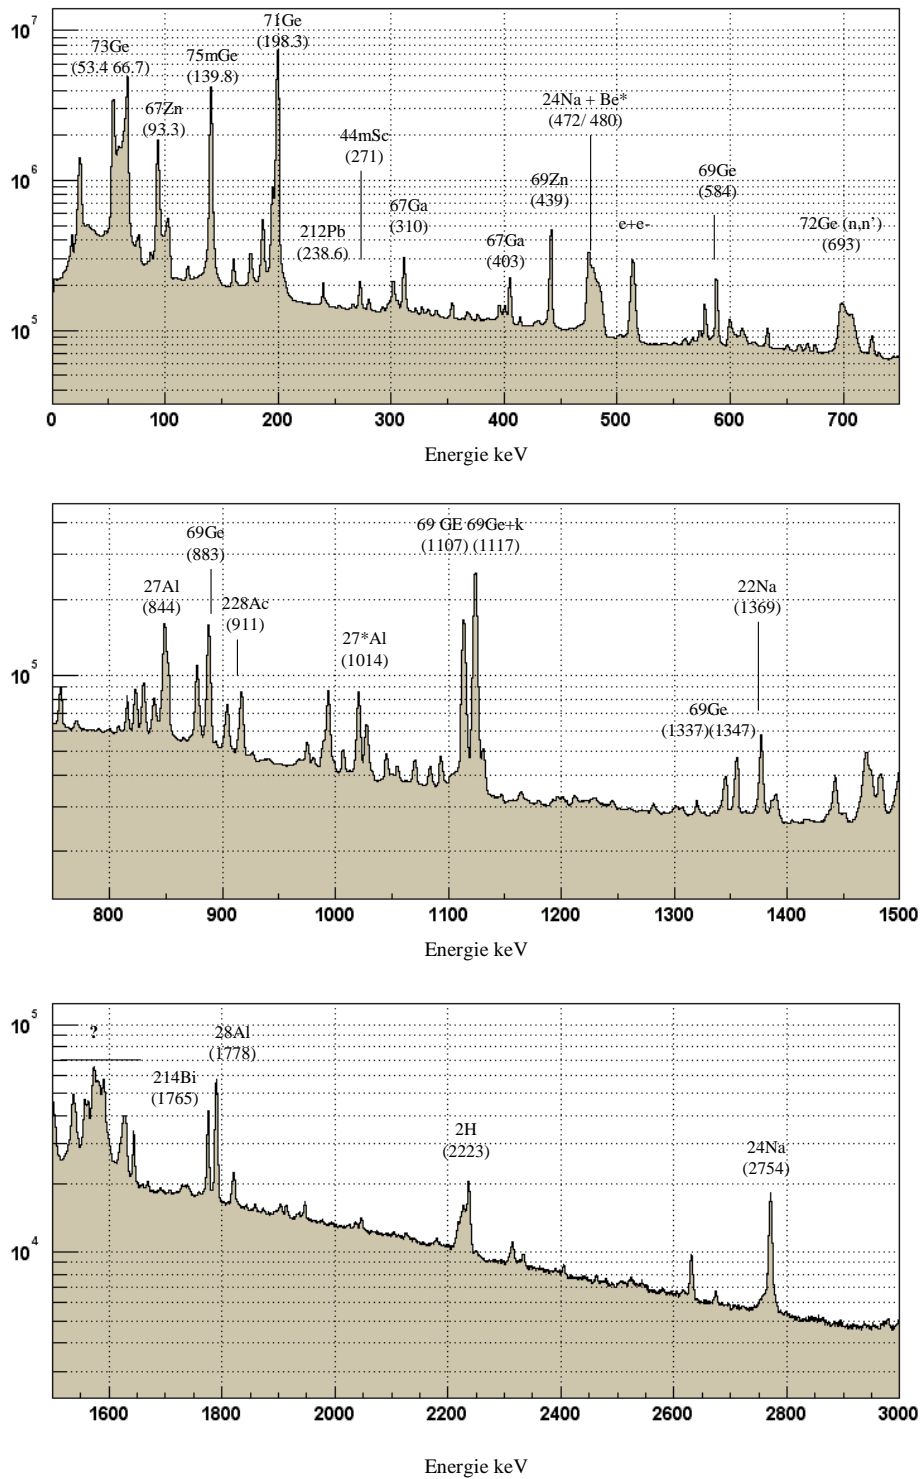 10^7
71Ge
(198.3)
73Ge
(53.4 66.7)
75mGe
(139.8)
67Zn
(93.3)
24Na + Be*
(472/ 480)
44mSc
(271)
10^6
69Zn
(439)
69Ge
(584)
67Ga
(310)
212Pb
(238.6)
67Ga
(403)
e+e-
72Ge (n,n’)
(693)
10^5
0 100 200 300 400 500 600 700
Energie keV
69Ge
(883)
69 GE 69Ge+k
(1107) (1117)
27Al
(844)
228Ac
(911)
22Na
(1369)
27*Al
(1014)
10^5
69Ge
(1337)(1347)
800 900 1000 1100 1200 1300 1400 1500
Energie keV
10^5
?
28Al
(1778)
214Bi
(1765)
2H
(2223)
24Na
(2754)
10^4
1600 1800 2000 2200 2400 2600 2800 3000
Energie keV